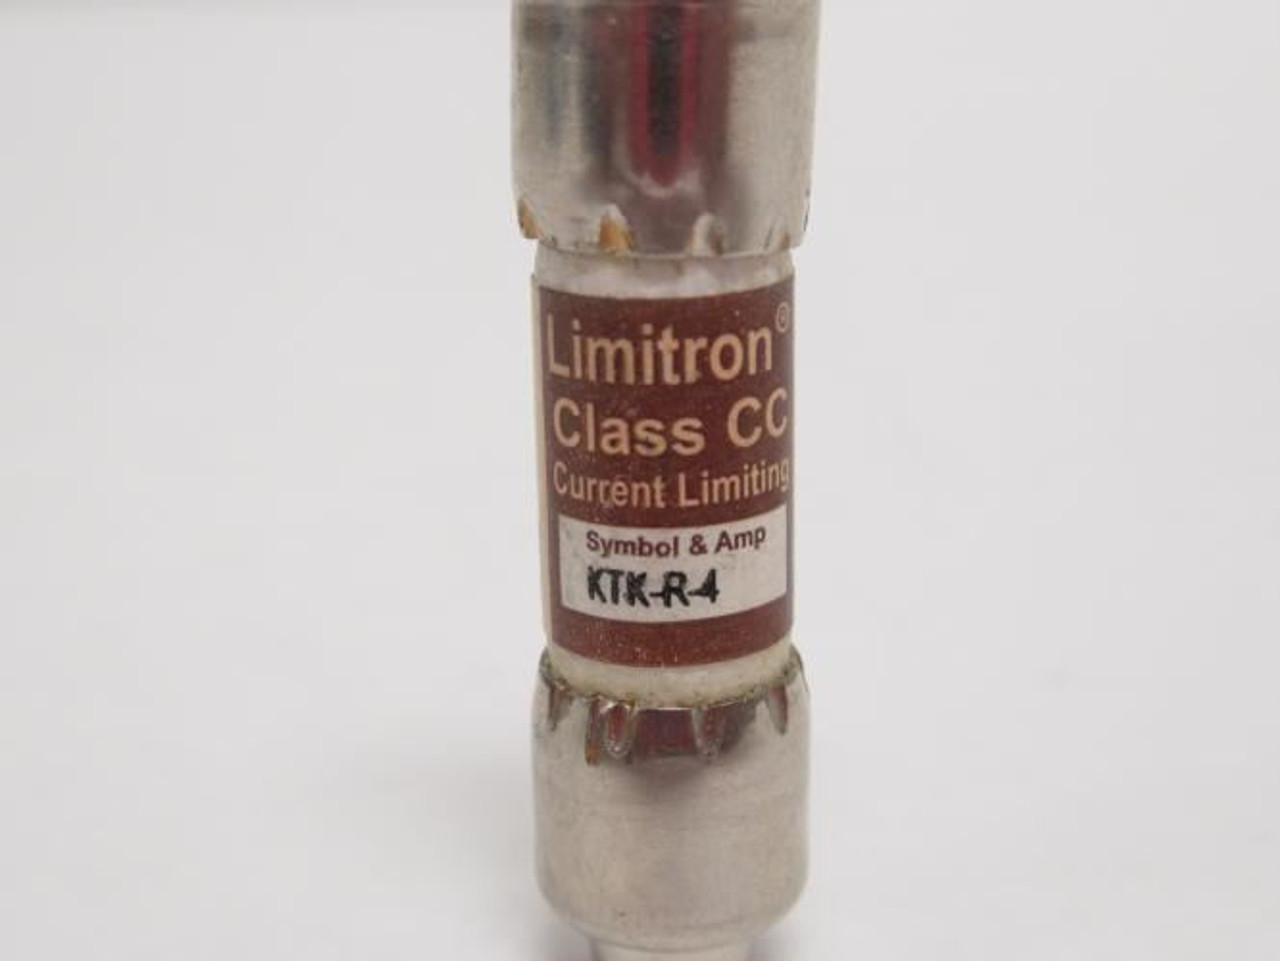 Limitron®
Class CC
Current Limiting
Symbol & Amp
KTK-R-4